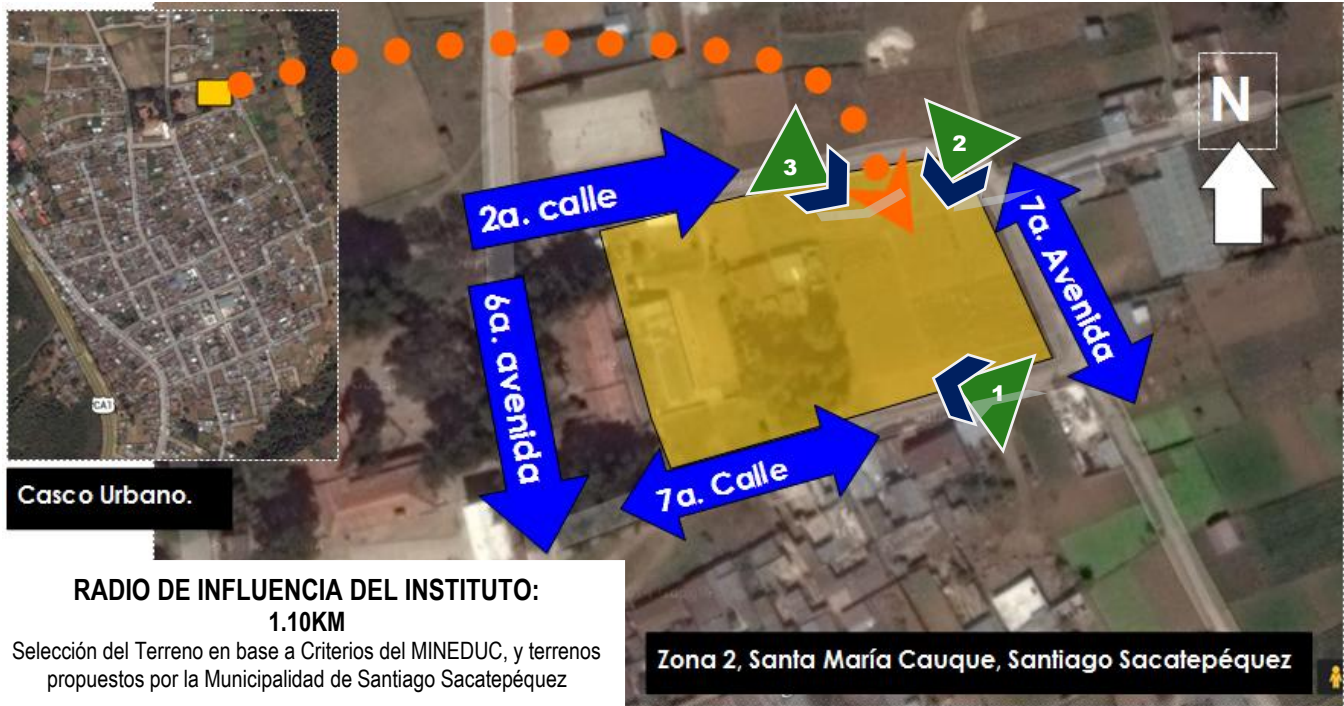 N
2
3
2a. calle
7a. Avenida
6a. avenida
1
7a. Calle
CA1
Casco Urbano.
RADIO DE INFLUENCIA DEL INSTITUTO:
1.10KM
Selección del Terreno en base a Criterios del MINEDUC, y terrenos
propuestos por la Municipalidad de Santiago Sacatepéquez
Zona 2, Santa María Cauque, Santiago Sacatepéquez